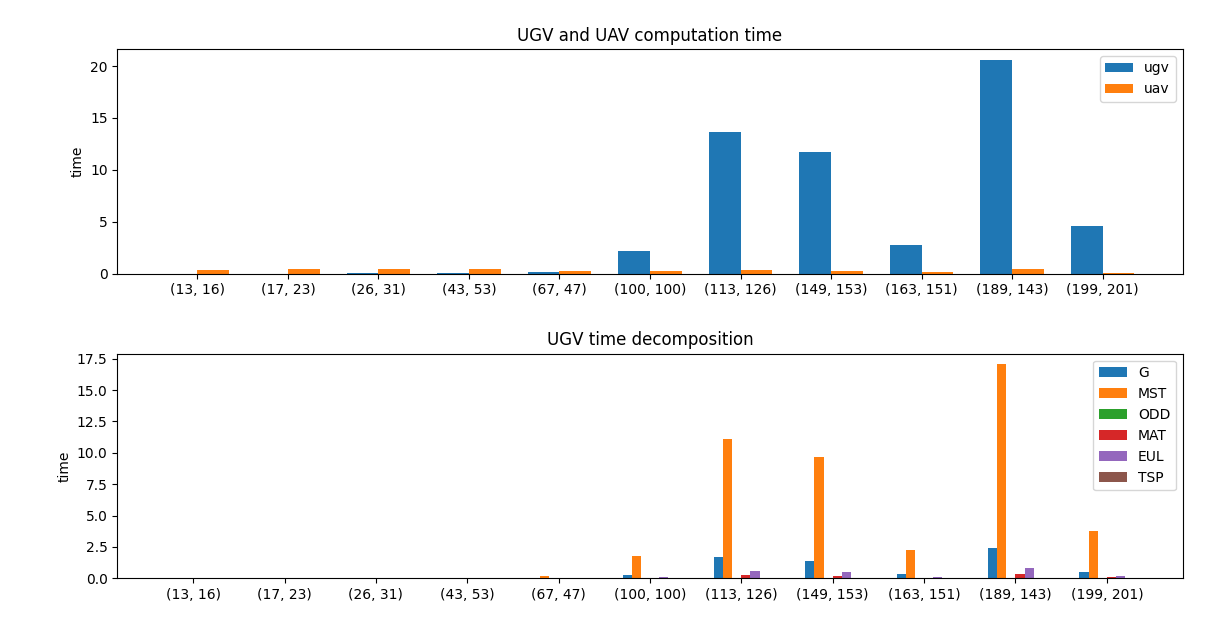 UGV and UAV computation time
time
20
15
10
5
0
ugv
uav
(13, 16) (17, 23) (26, 31) (43, 53) (67, 47) (100, 100) (113, 126) (149, 153) (163, 151) (189, 143) (199, 201)
UGV time decomposition
time
17.5
15.0
12.5
10.0
7.5
5.0
2.5
0.0
G
MST
ODD
MAT
EUL
TSP
(13, 16) (17, 23) (26, 31) (43, 53) (67, 47) (100, 100) (113, 126) (149, 153) (163, 151) (189, 143) (199, 201)